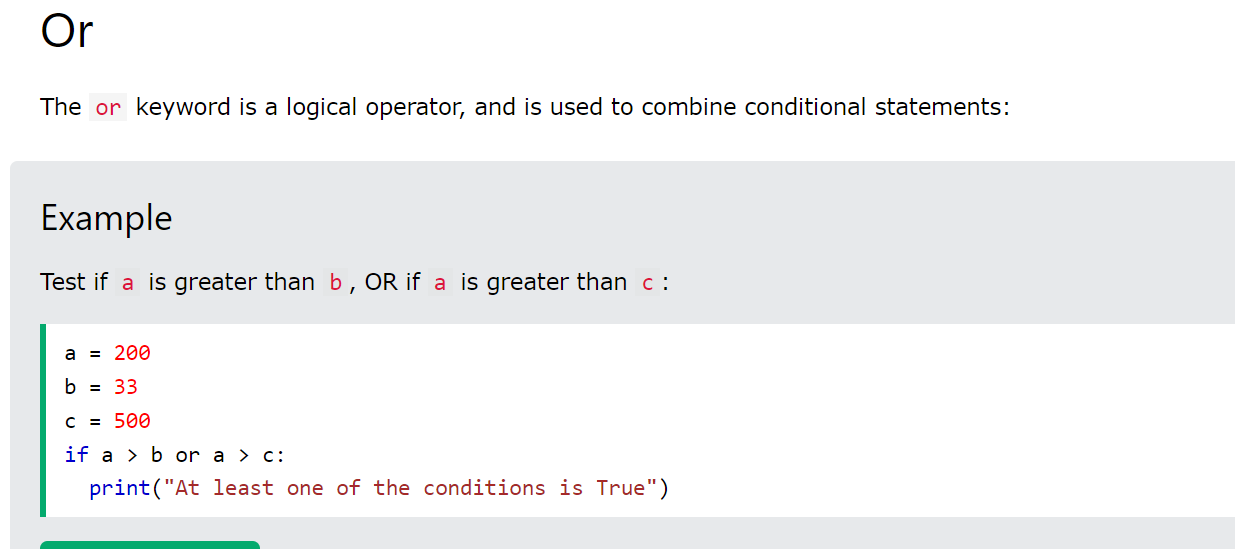 Or
The or keyword is a logical operator, and is used to combine conditional statements:
Example
Test if a is greater than b, OR if a is greater than c:
a = 200
b = 33
c = 500
if a > b or a > c:
  print("At least one of the conditions is True")